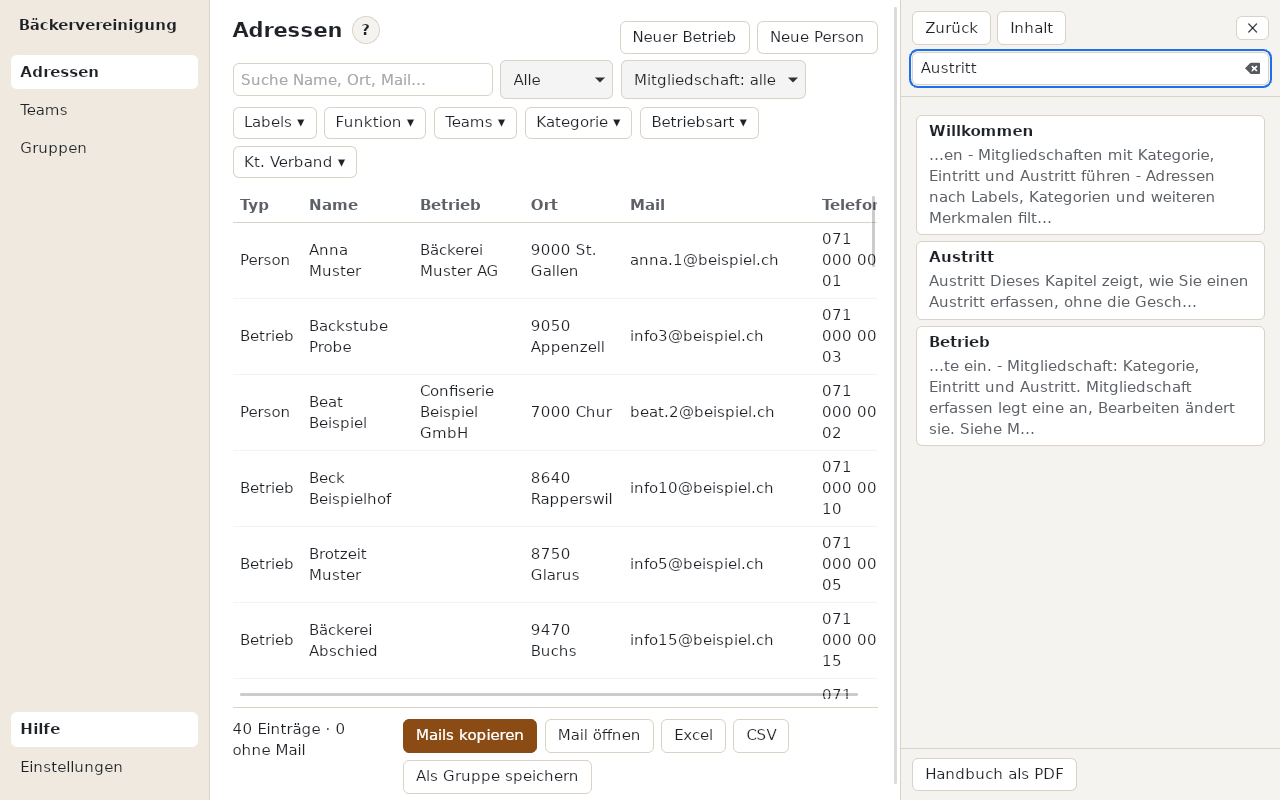 Bäckervereinigung
Adressen
Teams
Gruppen
Hilfe
Einstellungen
Adressen ?
Neuer Betrieb Neue Person
Suche Name, Ort, Mail... Alle Mitgliedschaft: alle
Labels ▾ Funktion ▾ Teams ▾ Kategorie ▾ Betriebsart ▾
Kt. Verband ▾
Typ Name Betrieb Ort Mail Telefon
Person Anna Muster Bäckerei Muster AG 9000 St. Gallen anna.1@beispiel.ch 071 000 00 01
Betrieb Backstube Probe 9050 Appenzell info3@beispiel.ch 071 000 00 03
Person Beat Beispiel Confiserie Beispiel GmbH 7000 Chur beat.2@beispiel.ch 071 000 00 02
Betrieb Beck Beispielhof 8640 Rapperswil info10@beispiel.ch 071 000 00 10
Betrieb Brotzeit Muster 8750 Glarus info5@beispiel.ch 071 000 00 05
Betrieb Bäckerei Abschied 9470 Buchs info15@beispiel.ch 071 000 00 15
071
40 Einträge · 0
ohne Mail
Mails kopieren Mail öffnen Excel CSV
Als Gruppe speichern
Zurück Inhalt ×
Austritt
Willkommen
…en - Mitgliedschaften mit Kategorie,
Eintritt und Austritt führen - Adressen
nach Labels, Kategorien und weiteren
Merkmalen filt…
Austritt
Austritt Dieses Kapitel zeigt, wie Sie einen
Austritt erfassen, ohne die Gesch…
Betrieb
…te ein. - Mitgliedschaft: Kategorie,
Eintritt und Austritt. Mitgliedschaft
erfassen legt eine an, Bearbeiten ändert
sie. Siehe M…
Handbuch als PDF